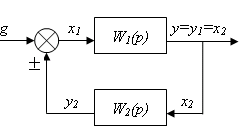 g
x1
W1(p)
y=y1=x2
±
y2
W2(p)
x2